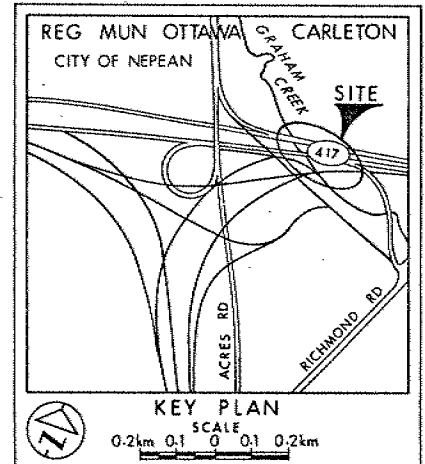 REG MUN OTTAWA CARLETON
CITY OF NEPEAN
GRAHAM CREEK
SITE
417
ACRES RD
RICHMOND RD
KEY PLAN
SCALE
0.2km 0.1 0 0.1 0.2km
Z